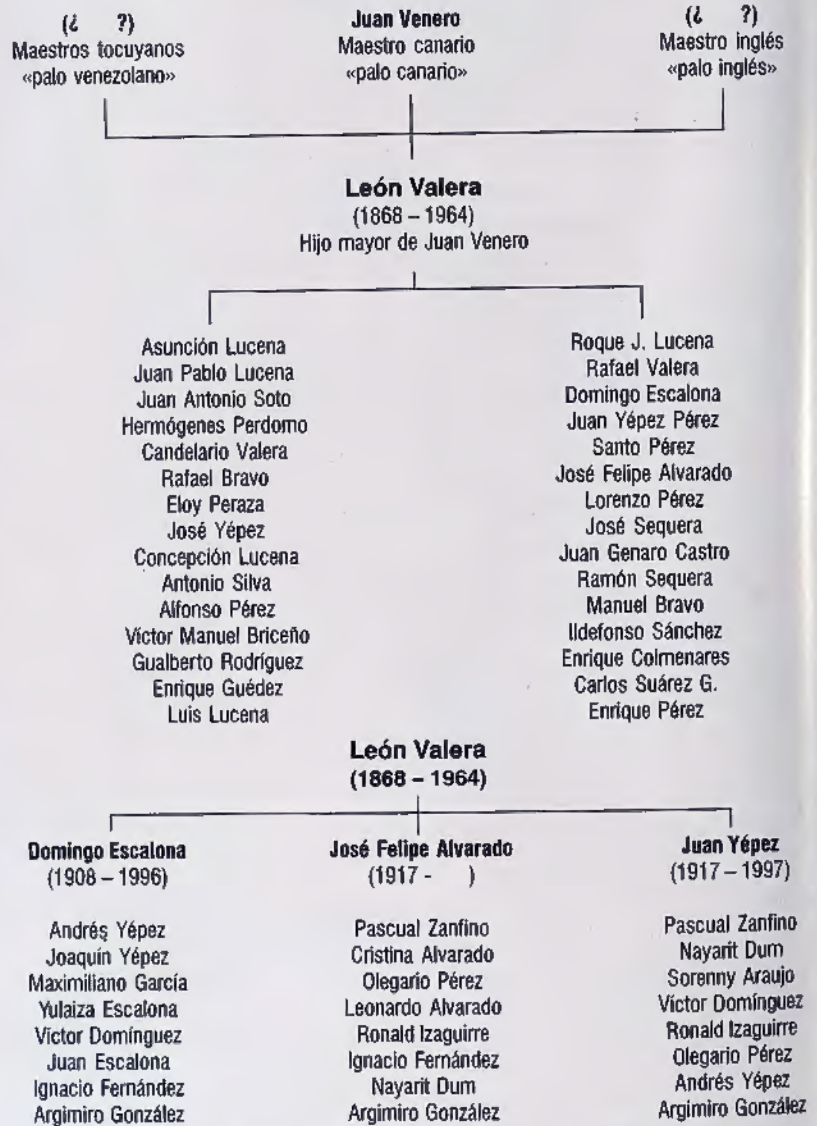 (¿ ?)
Maestros tocuyanos
«palo venezolano»
Juan Venero
Maestro canario
«palo canario»
(¿ ?)
Maestro inglés
«palo inglés»
León Valera
(1868 – 1964)
Hijo mayor de Juan Venero
Asunción Lucena
Juan Pablo Lucena
Juan Antonio Soto
Hermógenes Perdomo
Candelario Valera
Rafael Bravo
Eloy Peraza
José Yépez
Concepción Lucena
Antonio Silva
Alfonso Pérez
Víctor Manuel Briceño
Gualberto Rodríguez
Enrique Guédez
Luis Lucena
Roque J. Lucena
Rafael Valera
Domingo Escalona
Juan Yépez Pérez
Santo Pérez
José Felipe Alvarado
Lorenzo Pérez
José Sequera
Juan Genaro Castro
Ramón Sequera
Manuel Bravo
Ildefonso Sánchez
Enrique Colmenares
Carlos Suárez G.
Enrique Pérez
León Valera
(1868 – 1964)
Domingo Escalona
(1908 – 1996)
Andrés Yépez
Joaquín Yépez
Maximiliano García
Yulaiza Escalona
Víctor Domínguez
Juan Escalona
Ignacio Fernández
Argimiro González
José Felipe Alvarado
(1917 - )
Pascual Zanfino
Cristina Alvarado
Olegario Pérez
Leonardo Alvarado
Ronald Izaguirre
Ignacio Fernández
Nayarit Dum
Argimiro González
Juan Yépez
(1917 – 1997)
Pascual Zanfino
Nayarit Dum
Sorenny Araujo
Víctor Domínguez
Ronald Izaguirre
Olegario Pérez
Andrés Yépez
Argimiro González